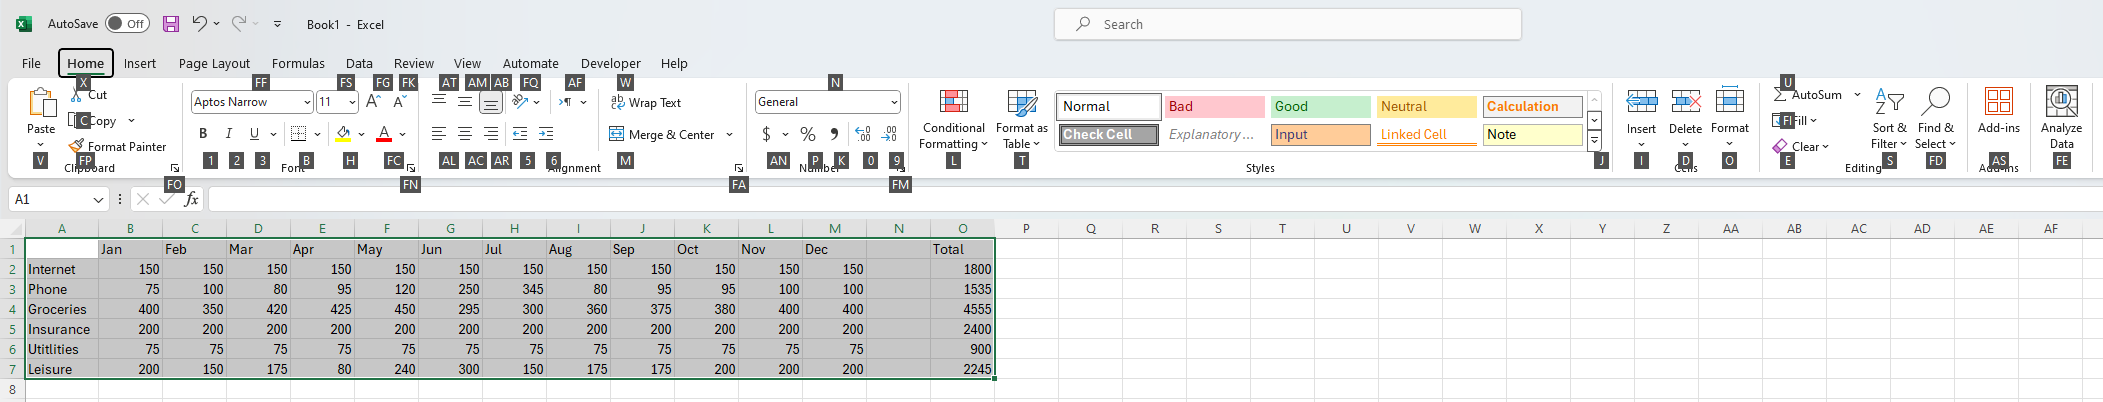 AutoSave Off Book1 - Excel Search
File Home Insert Page Layout Formulas Data Review View Automate Developer Help
X FF FS FG FK AT AM AB FQ AF W N U
Cut Aptos Narrow 11 Wrap Text General Normal Bad Good Neutral Calculation AutoSum
C Copy FI Fill
Paste B I U A Merge & Center $ % , Conditional Formatting Format as Table Check Cell Explanatory ... Input Linked Cell Note Insert Delete Format Sort & Filter Find & Select Add-ins Analyze Data
Format Painter Clear
V FP 1 2 3 B H FC AL AC AR 5 6 M AN P K 0 9 L T J I D O E S FD AS FE
Clipboard Font Alignment Number Styles Cells Editing Add-ins
FO FN FA FM
A1 fx
A B C D E F G H I J K L M N O P Q R S T U V W X Y Z AA AB AC AD AE AF
1 Jan Feb Mar Apr May Jun Jul Aug Sep Oct Nov Dec Total
2 Internet 150 150 150 150 150 150 150 150 150 150 150 150 1800
3 Phone 75 100 80 95 120 250 345 80 95 95 100 100 1535
4 Groceries 400 350 420 425 450 295 300 360 375 380 400 400 4555
5 Insurance 200 200 200 200 200 200 200 200 200 200 200 200 2400
6 Utitlities 75 75 75 75 75 75 75 75 75 75 75 75 900
7 Leisure 200 150 175 80 240 300 150 175 175 200 200 200 2245
8